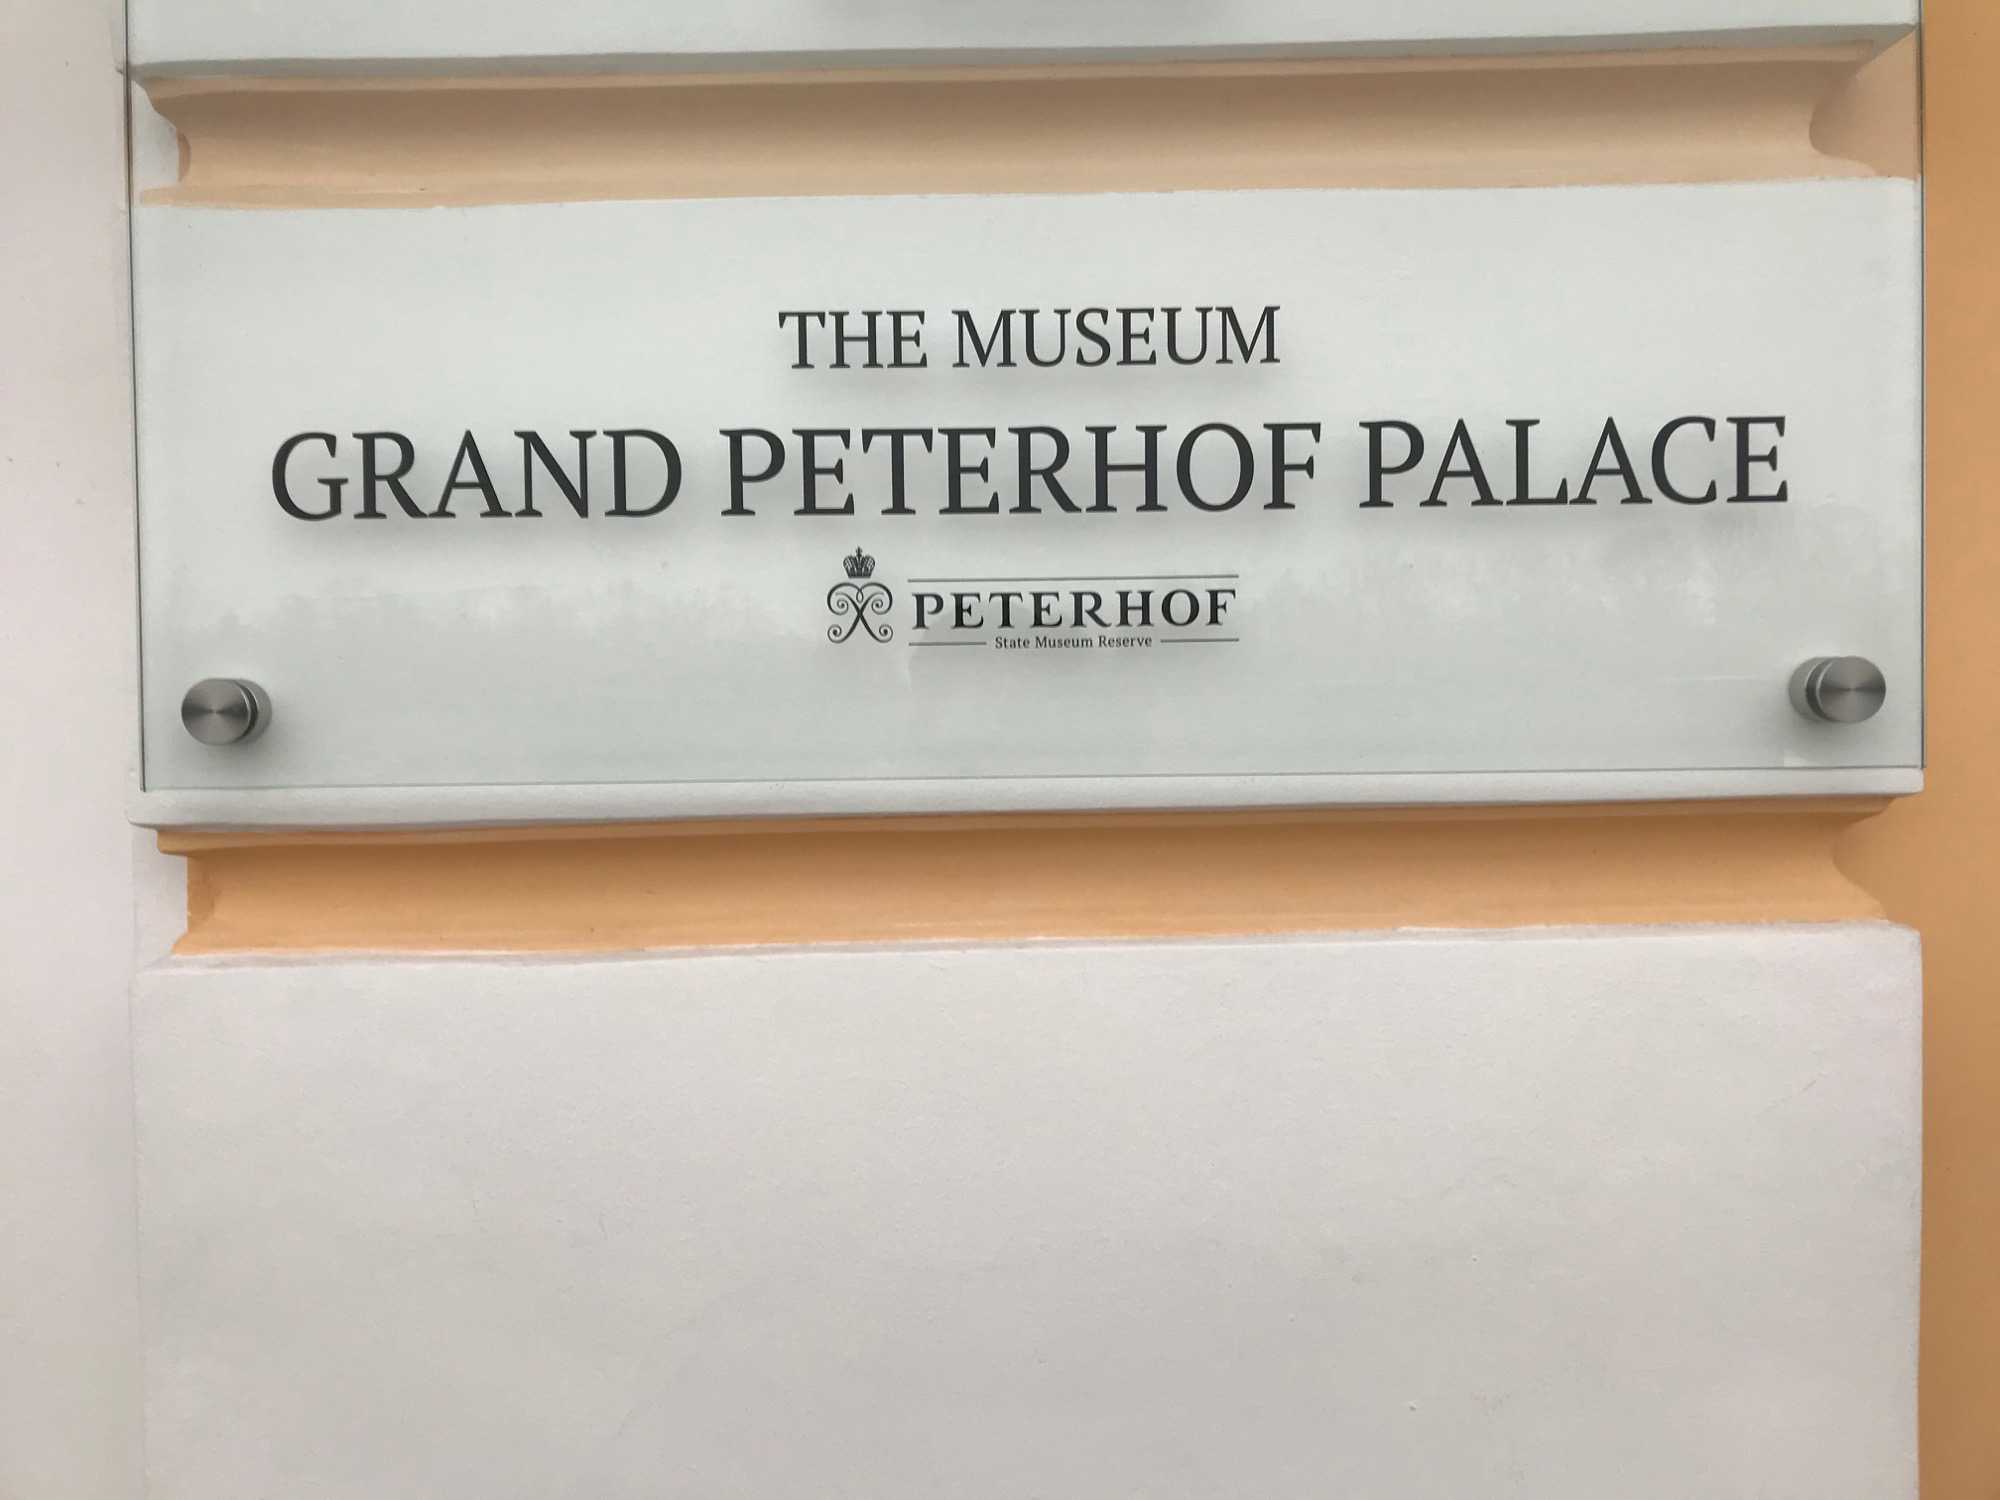 THE MUSEUM
GRAND PETERHOF PALACE
PETERHOF
State Museum Reserve